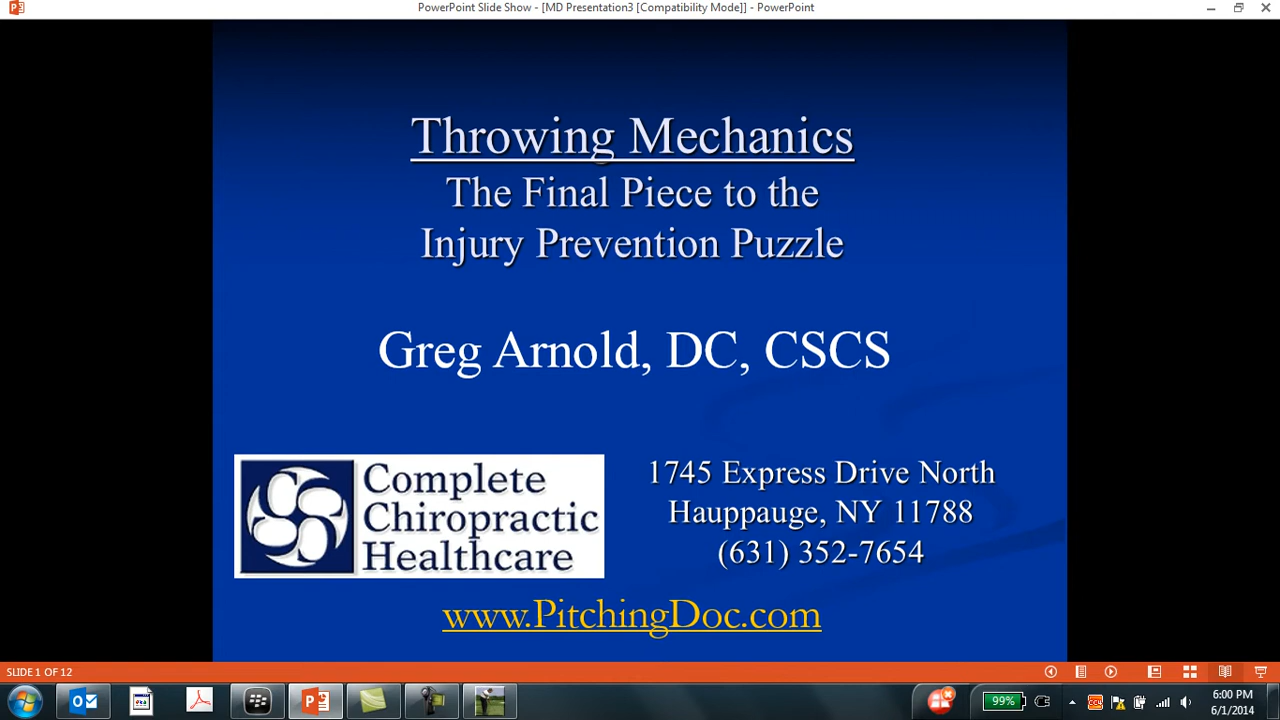 PowerPoint Slide Show - [MD Presentation3 [Compatibility Mode]] - PowerPoint
Throwing Mechanics
The Final Piece to the
Injury Prevention Puzzle
Greg Arnold, DC, CSCS
Complete
Chiropractic
Healthcare
1745 Express Drive North
Hauppauge, NY 11788
(631) 352-7654
www.PitchingDoc.com
SLIDE 1 OF 12
99%
6:00 PM
6/1/2014